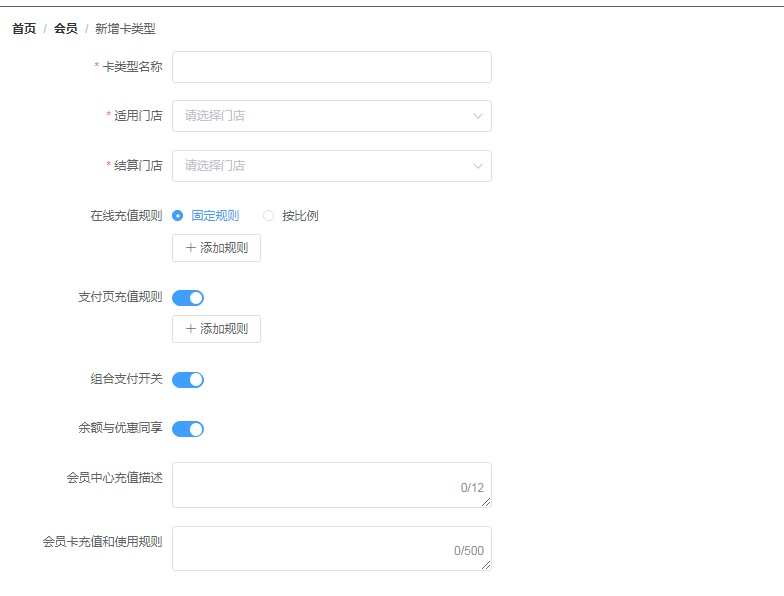 首页 / 会员 / 新增卡类型
* 卡类型名称
* 适用门店 请选择门店
* 结算门店 请选择门店
在线充值规则 固定规则 按比例
+ 添加规则
支付页充值规则
+ 添加规则
组合支付开关
余额与优惠同享
会员中心充值描述 0/12
会员卡充值和使用规则 0/500